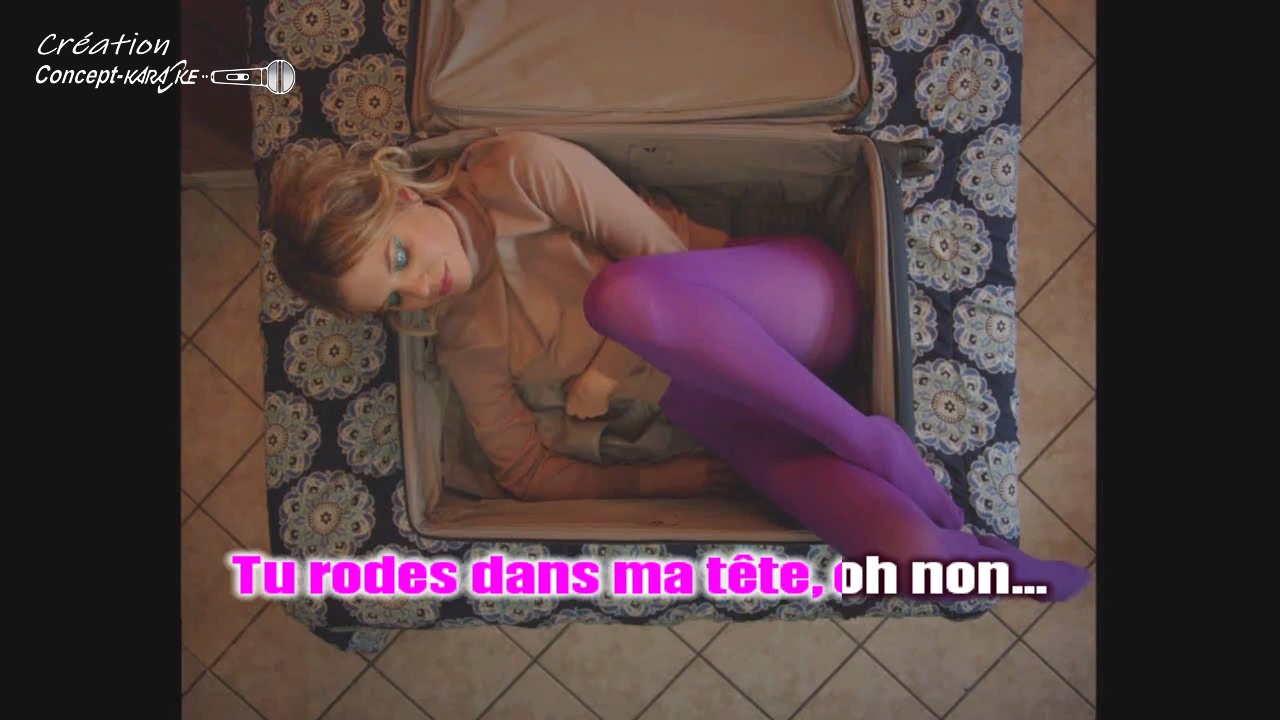 Création
Concept-KARAOKE
Tu rodes dans ma tête, oh non...